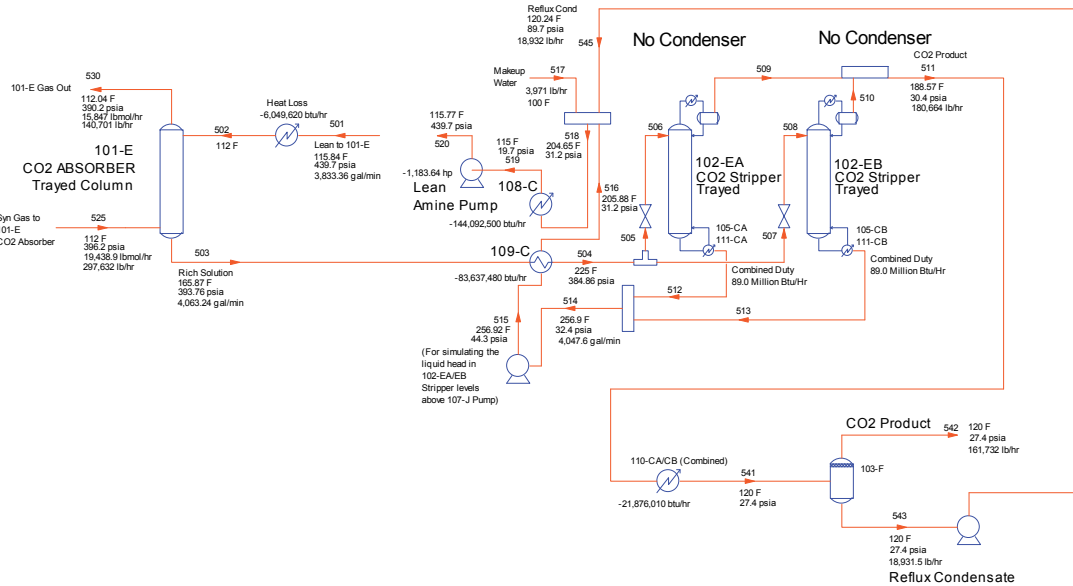 Reflux Cond
120.24 F
89.7 psia
18,932 lb/hr
545
No Condenser
No Condenser
CO2 Product
511
188.57 F
30.4 psia
180,664 lb/hr
509
510
530
101-E Gas Out
112.04 F
390.2 psia
15,847 lbmol/hr
140,701 lb/hr
Heat Loss
-6,049,620 btu/hr
502
112 F
501
Lean to 101-E
115.84 F
439.7 psia
3,833.36 gal/min
101-E
CO2 ABSORBER
Trayed Column
Makeup
Water
517
3,971 lb/hr
100 F
115.77 F
439.7 psia
520
115 F
19.7 psia
519
518
204.65 F
31.2 psia
-1,183.64 hp
Lean
Amine Pump
108-C
-144,092,500 btu/hr
516
205.88 F
31.2 psia
506
508
102-EA
CO2 Stripper
Trayed
102-EB
CO2 Stripper
Trayed
505
507
105-CA
111-CA
105-CB
111-CB
Combined Duty
89.0 Million Btu/Hr
Combined Duty
89.0 Million Btu/Hr
Syn Gas to
101-E
CO2 Absorber
525
112 F
396.2 psia
19,438.9 lbmol/hr
297,632 lb/hr
503
Rich Solution
165.87 F
393.76 psia
4,063.24 gal/min
109-C
-83,637,480 btu/hr
504
225 F
384.86 psia
512
513
514
256.9 F
32.4 psia
4,047.6 gal/min
515
256.92 F
44.3 psia
(For simulating the
liquid head in
102-EA/EB
Stripper levels
above 107-J Pump)
110-CA/CB (Combined)
-21,876,010 btu/hr
541
120 F
27.4 psia
CO2 Product
542
120 F
27.4 psia
161,732 lb/hr
103-F
543
120 F
27.4 psia
18,931.5 lb/hr
Reflux Condensate